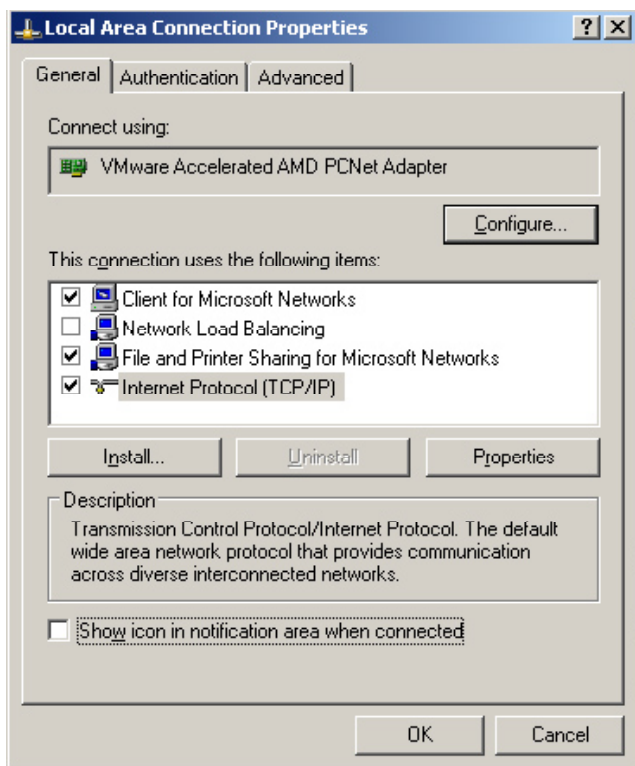 Local Area Connection Properties
General Authentication Advanced
Connect using:
VMware Accelerated AMD PCNet Adapter
Configure...
This connection uses the following items:
Client for Microsoft Networks
Network Load Balancing
File and Printer Sharing for Microsoft Networks
Internet Protocol (TCP/IP)
Install... Uninstall Properties
Description
Transmission Control Protocol/Internet Protocol. The default
wide area network protocol that provides communication
across diverse interconnected networks.
Show icon in notification area when connected
OK Cancel